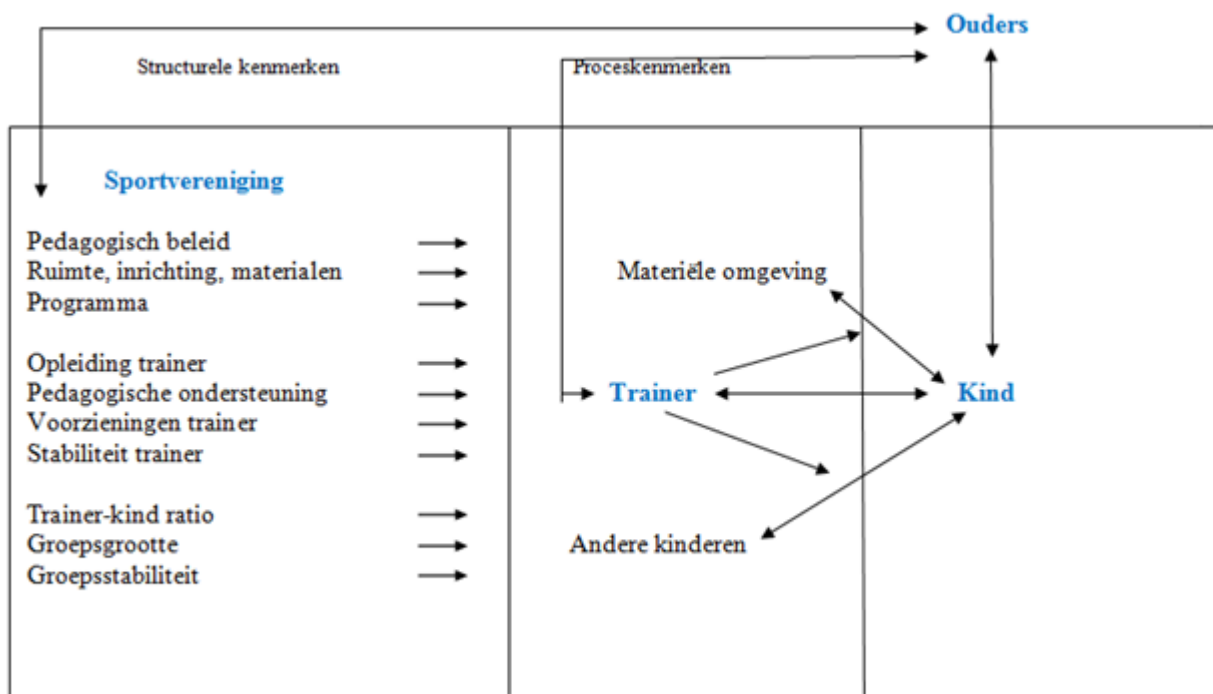 Ouders
Structurele kenmerken
Proceskenmerken
Sportvereniging
Pedagogisch beleid
Ruimte, inrichting, materialen
Programma
Opleiding trainer
Pedagogische ondersteuning
Voorzieningen trainer
Stabiliteit trainer
Trainer-kind ratio
Groepsgrootte
Groepsstabiliteit
Materiële omgeving
Trainer
Kind
Andere kinderen